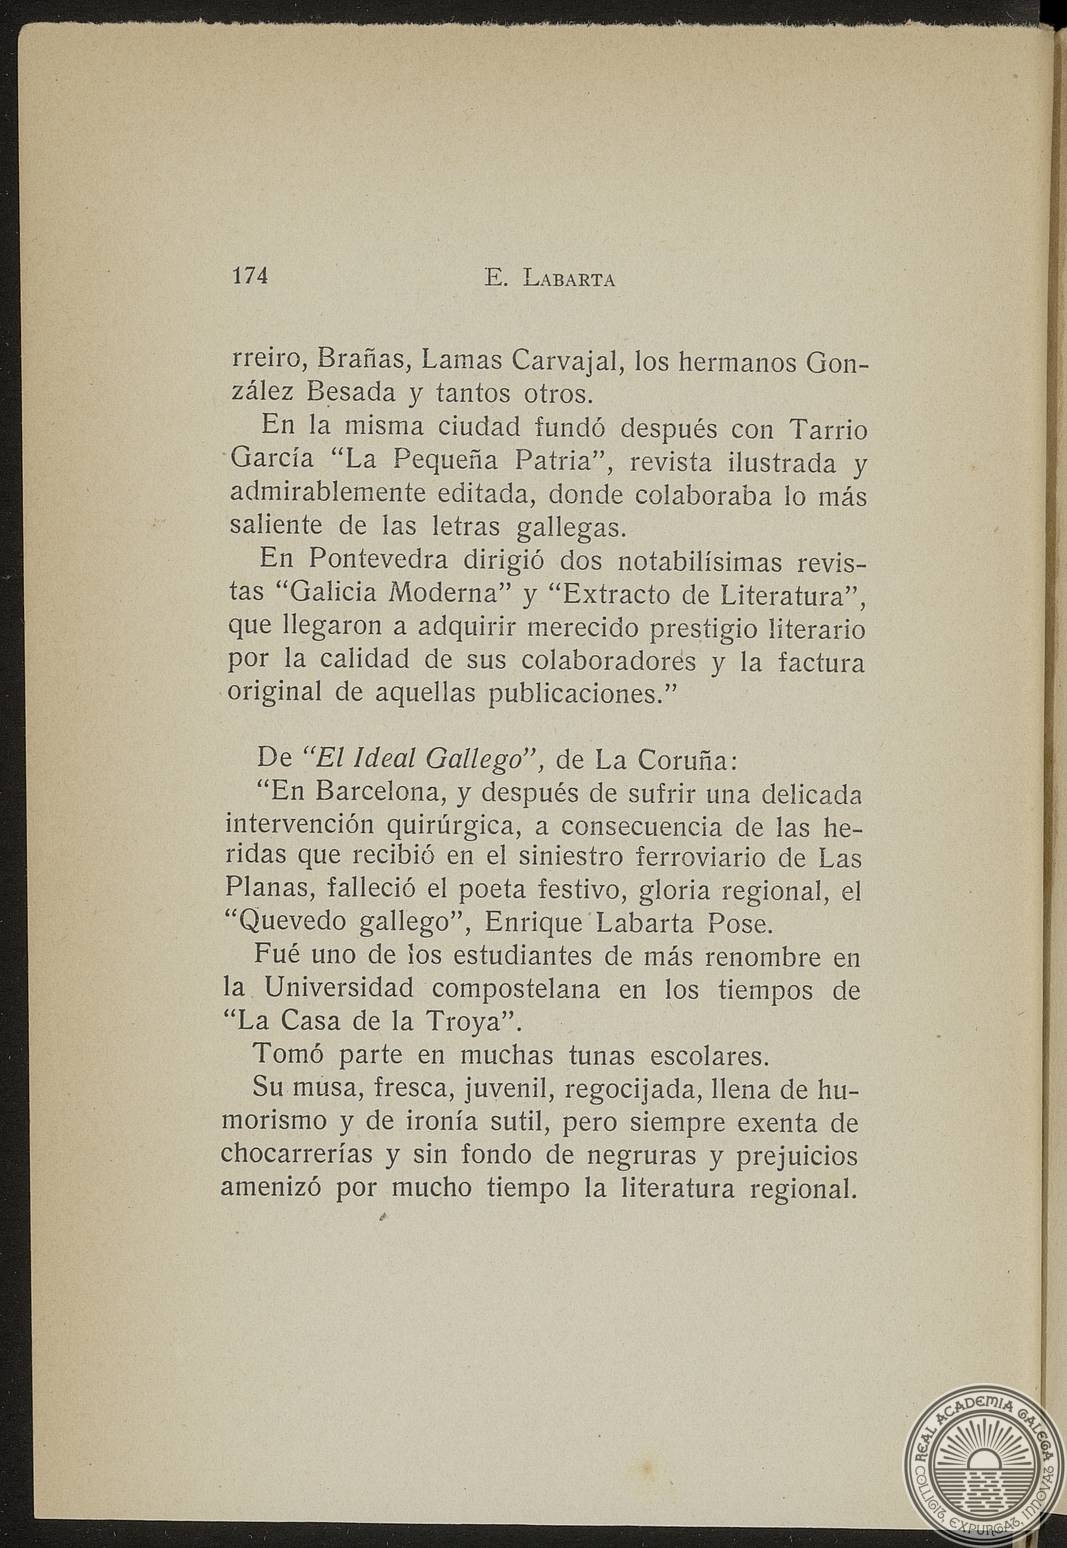 174 E. LABARTA
rreiro, Brañas, Lamas Carvajal, los hermanos Gon-
zález Besada y tantos otros.
En la misma ciudad fundó después con Tarrio
García “La Pequeña Patria”, revista ilustrada y
admirablemente editada, donde colaboraba lo más
saliente de las letras gallegas.
En Pontevedra dirigió dos notabilísimas revis-
tas “Galicia Moderna” y “Extracto de Literatura”,
que llegaron a adquirir merecido prestigio literario
por la calidad de sus colaboradores y la factura
original de aquellas publicaciones.”
De “El Ideal Gallego”, de La Coruña:
“En Barcelona, y después de sufrir una delicada
intervención quirúrgica, a consecuencia de las he-
ridas que recibió en el siniestro ferroviario de Las
Planas, falleció el poeta festivo, gloria regional, el
“Quevedo gallego”, Enrique Labarta Pose.
Fué uno de los estudiantes de más renombre en
la Universidad compostelana en los tiempos de
“La Casa de la Troya”.
Tomó parte en muchas tunas escolares.
Su musa, fresca, juvenil, regocijada, llena de hu-
morismo y de ironía sutil, pero siempre exenta de
chocarrerías y sin fondo de negruras y prejuicios
amenizó por mucho tiempo la literatura regional.
REAL ACADEMIA GALEGA
COLLIGIT, EXPURGAT, INNOVAT